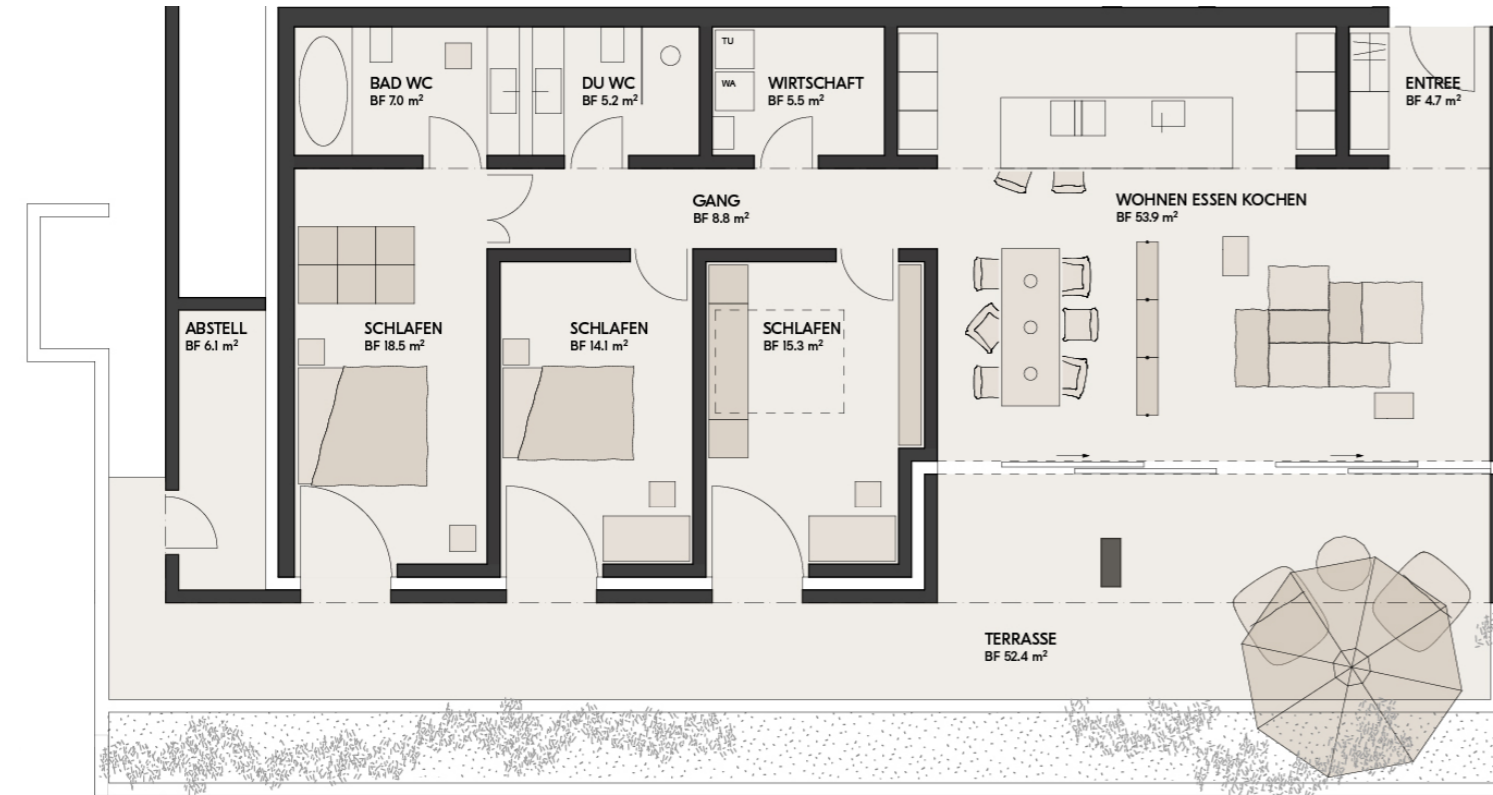 TU
WA
BAD WC
BF 7.0 m²
DU WC
BF 5.2 m²
WIRTSCHAFT
BF 5.5 m²
ENTREE
BF 4.7 m²
GANG
BF 8.8 m²
WOHNEN ESSEN KOCHEN
BF 53.9 m²
ABSTELL
BF 6.1 m²
SCHLAFEN
BF 18.5 m²
SCHLAFEN
BF 14.1 m²
SCHLAFEN
BF 15.3 m²
TERRASSE
BF 52.4 m²